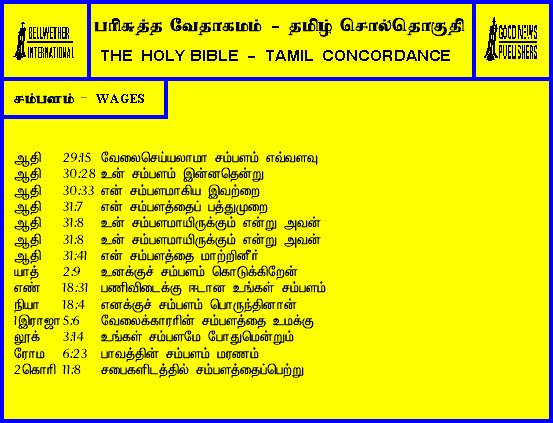 BELLWETHER
INTERNATIONAL
பரிசுத்த வேதாகமம் - தமிழ் சொல்தொகுதி
THE HOLY BIBLE - TAMIL CONCORDANCE
GOOD NEWS
PUBLISHERS
சம்பளம் - WAGES
ஆதி 29:15 வேலைசெய்யலாமா சம்பளம் எவ்வளவு
ஆதி 30:28 உன் சம்பளம் இன்னதென்று
ஆதி 30:33 என் சம்பளமாகிய இவற்றை
ஆதி 31:7 என் சம்பளத்தைப் பத்துமுறை
ஆதி 31:8 உன் சம்பளமாயிருக்கும் என்று அவன்
ஆதி 31:8 உன் சம்பளமாயிருக்கும் என்று அவன்
ஆதி 31:41 என் சம்பளத்தை மாற்றினீர்
யாத் 2:9 உனக்குச் சம்பளம் கொடுக்கிறேன்
எண் 18:31 பணிவிடைக்கு ஈடான உங்கள் சம்பளம்
நியா 18:4 எனக்குச் சம்பளம் பொருந்தினான்
1இராஜா 5:6 வேலைக்காரரின் சம்பளத்தை உமக்கு
லூக் 3:14 உங்கள் சம்பளமே போதுமென்றும்
ரோம 6:23 பாவத்தின் சம்பளம் மரணம்
2கொரி 11:8 சபைகளிடத்தில் சம்பளத்தைப்பெற்று